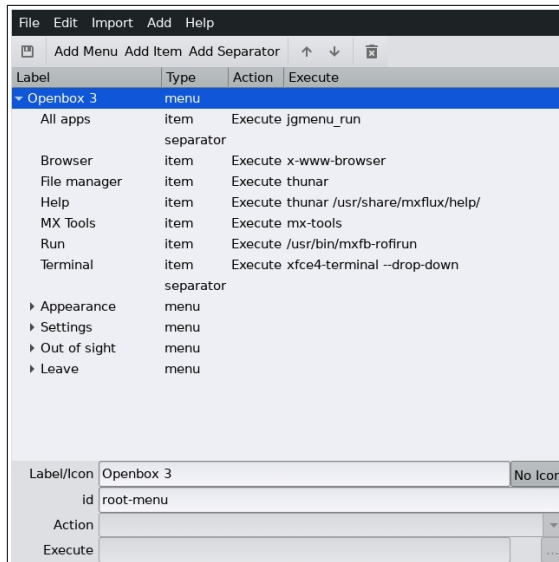 File Edit Import Add Help
Add Menu Add Item Add Separator
Label Type Action Execute
Openbox 3 menu
All apps item Execute jgmenu_run
separator
Browser item Execute x-www-browser
File manager item Execute thunar
Help item Execute thunar /usr/share/mxflux/help/
MX Tools item Execute mx-tools
Run item Execute /usr/bin/mxfb-rofirun
Terminal item Execute xfce4-terminal --drop-down
separator
Appearance menu
Settings menu
Out of sight menu
Leave menu
Label/Icon Openbox 3 No Icon
id root-menu
Action
Execute ...